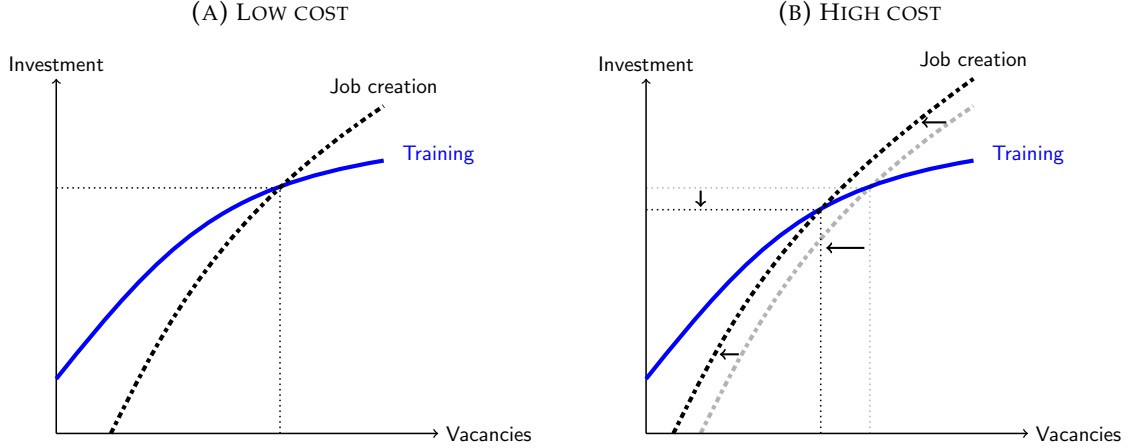 (A) LOW COST
Investment
Job creation
Training
Vacancies
(B) HIGH COST
Investment
Job creation
Training
Vacancies